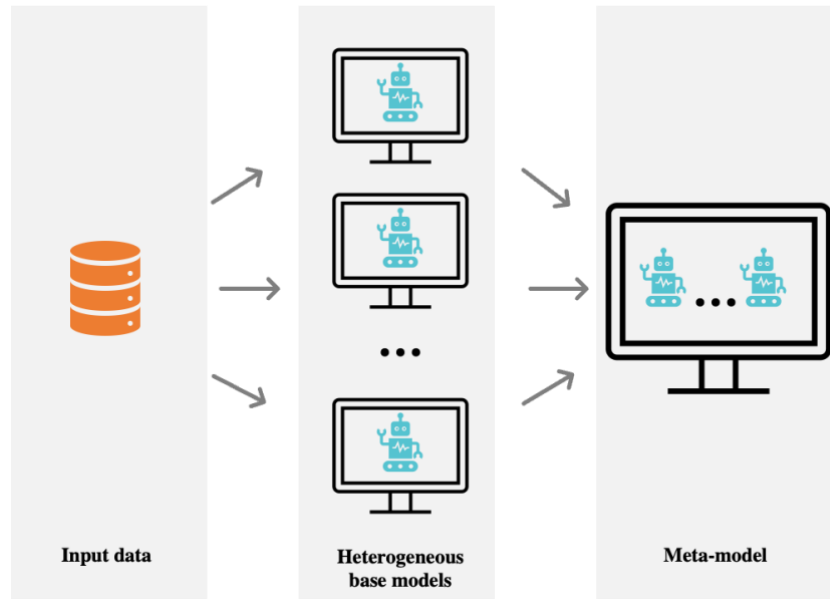 Input data
Heterogeneous
base models
Meta-model